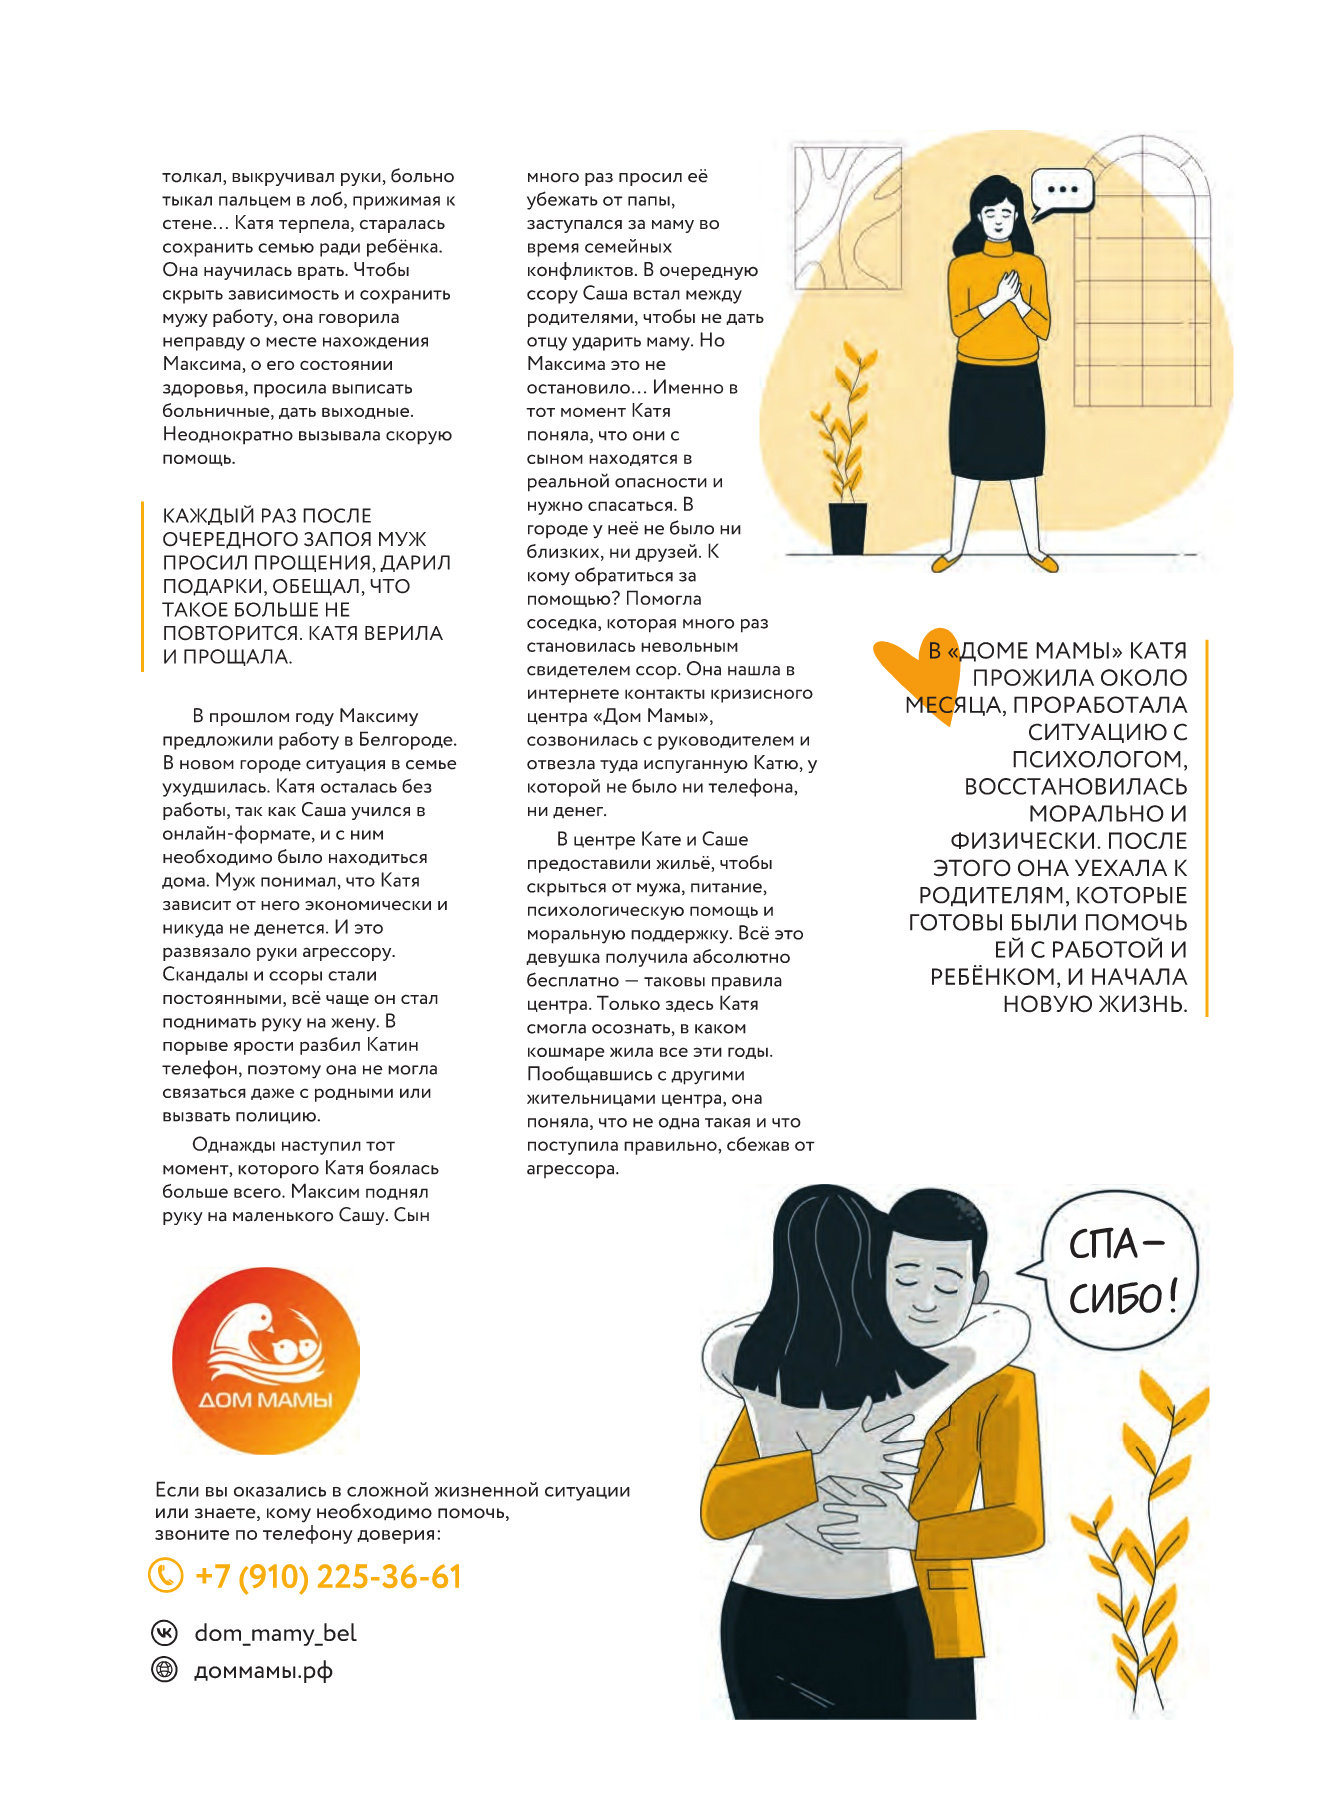 толкал, выкручивал руки, больно
тыкал пальцем в лоб, прижимая к
стене... Катя терпела, старалась
сохранить семью ради ребёнка.
Она научилась врать. Чтобы
скрыть зависимость и сохранить
мужу работу, она говорила
неправду о месте нахождения
Максима, о его состоянии
здоровья, просила выписать
больничные, дать выходные.
Неоднократно вызывала скорую
помощь.
КАЖДЫЙ РАЗ ПОСЛЕ
ОЧЕРЕДНОГО ЗАПОЯ МУЖ
ПРОСИЛ ПРОЩЕНИЯ, ДАРИЛ
ПОДАРКИ, ОБЕЩАЛ, ЧТО
ТАКОЕ БОЛЬШЕ НЕ
ПОВТОРИТСЯ. КАТЯ ВЕРИЛА
И ПРОЩАЛА.
В прошлом году Максиму
предложили работу в Белгороде.
В новом городе ситуация в семье
ухудшилась. Катя осталась без
работы, так как Саша учился в
онлайн-формате, и с ним
необходимо было находиться
дома. Муж понимал, что Катя
зависит от него экономически и
никуда не денется. И это
развязало руки агрессору.
Скандалы и ссоры стали
постоянными, всё чаще он стал
поднимать руку на жену. В
порыве ярости разбил Катин
телефон, поэтому она не могла
связаться даже с родными или
вызвать полицию.
Однажды наступил тот
момент, которого Катя боялась
больше всего. Максим поднял
руку на маленького Сашу. Сын
много раз просил её
убежать от папы,
заступался за маму во
время семейных
конфликтов. В очередную
ссору Саша встал между
родителями, чтобы не дать
отцу ударить маму. Но
Максима это не
остановило... Именно в
тот момент Катя
поняла, что они с
сыном находятся в
реальной опасности и
нужно спасаться. В
городе у неё не было ни
близких, ни друзей. К
кому обратиться за
помощью? Помогла
соседка, которая много раз
становилась невольным
свидетелем ссор. Она нашла в
интернете контакты кризисного
центра «Дом Мамы»,
созвонилась с руководителем и
отвезла туда испуганную Катю, у
которой не было ни телефона,
ни денег.
В центре Кате и Саше
предоставили жильё, чтобы
скрыться от мужа, питание,
психологическую помощь и
моральную поддержку. Всё это
девушка получила абсолютно
бесплатно — таковы правила
центра. Только здесь Катя
смогла осознать, в каком
кошмаре жила все эти годы.
Пообщавшись с другими
жительницами центра, она
поняла, что не одна такая и что
поступила правильно, сбежав от
агрессора.
В «ДОМЕ МАМЫ» КАТЯ
ПРОЖИЛА ОКОЛО
МЕСЯЦА, ПРОРАБОТАЛА
СИТУАЦИЮ С
ПСИХОЛОГОМ,
ВОССТАНОВИЛАСЬ
МОРАЛЬНО И
ФИЗИЧЕСКИ. ПОСЛЕ
ЭТОГО ОНА УЕХАЛА К
РОДИТЕЛЯМ, КОТОРЫЕ
ГОТОВЫ БЫЛИ ПОМОЧЬ
ЕЙ С РАБОТОЙ И
РЕБЁНКОМ, И НАЧАЛА
НОВУЮ ЖИЗНЬ.
СПА-
СИБО!
ДОМ МАМЫ
Если вы оказались в сложной жизненной ситуации
или знаете, кому необходимо помочь,
звоните по телефону доверия:
+7 (910) 225-36-61
dom_mamy_bel
доммамы.рф